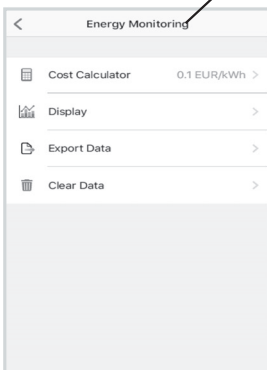 Energy Monitoring
Cost Calculator 0.1 EUR/kWh
Display
Export Data
Clear Data